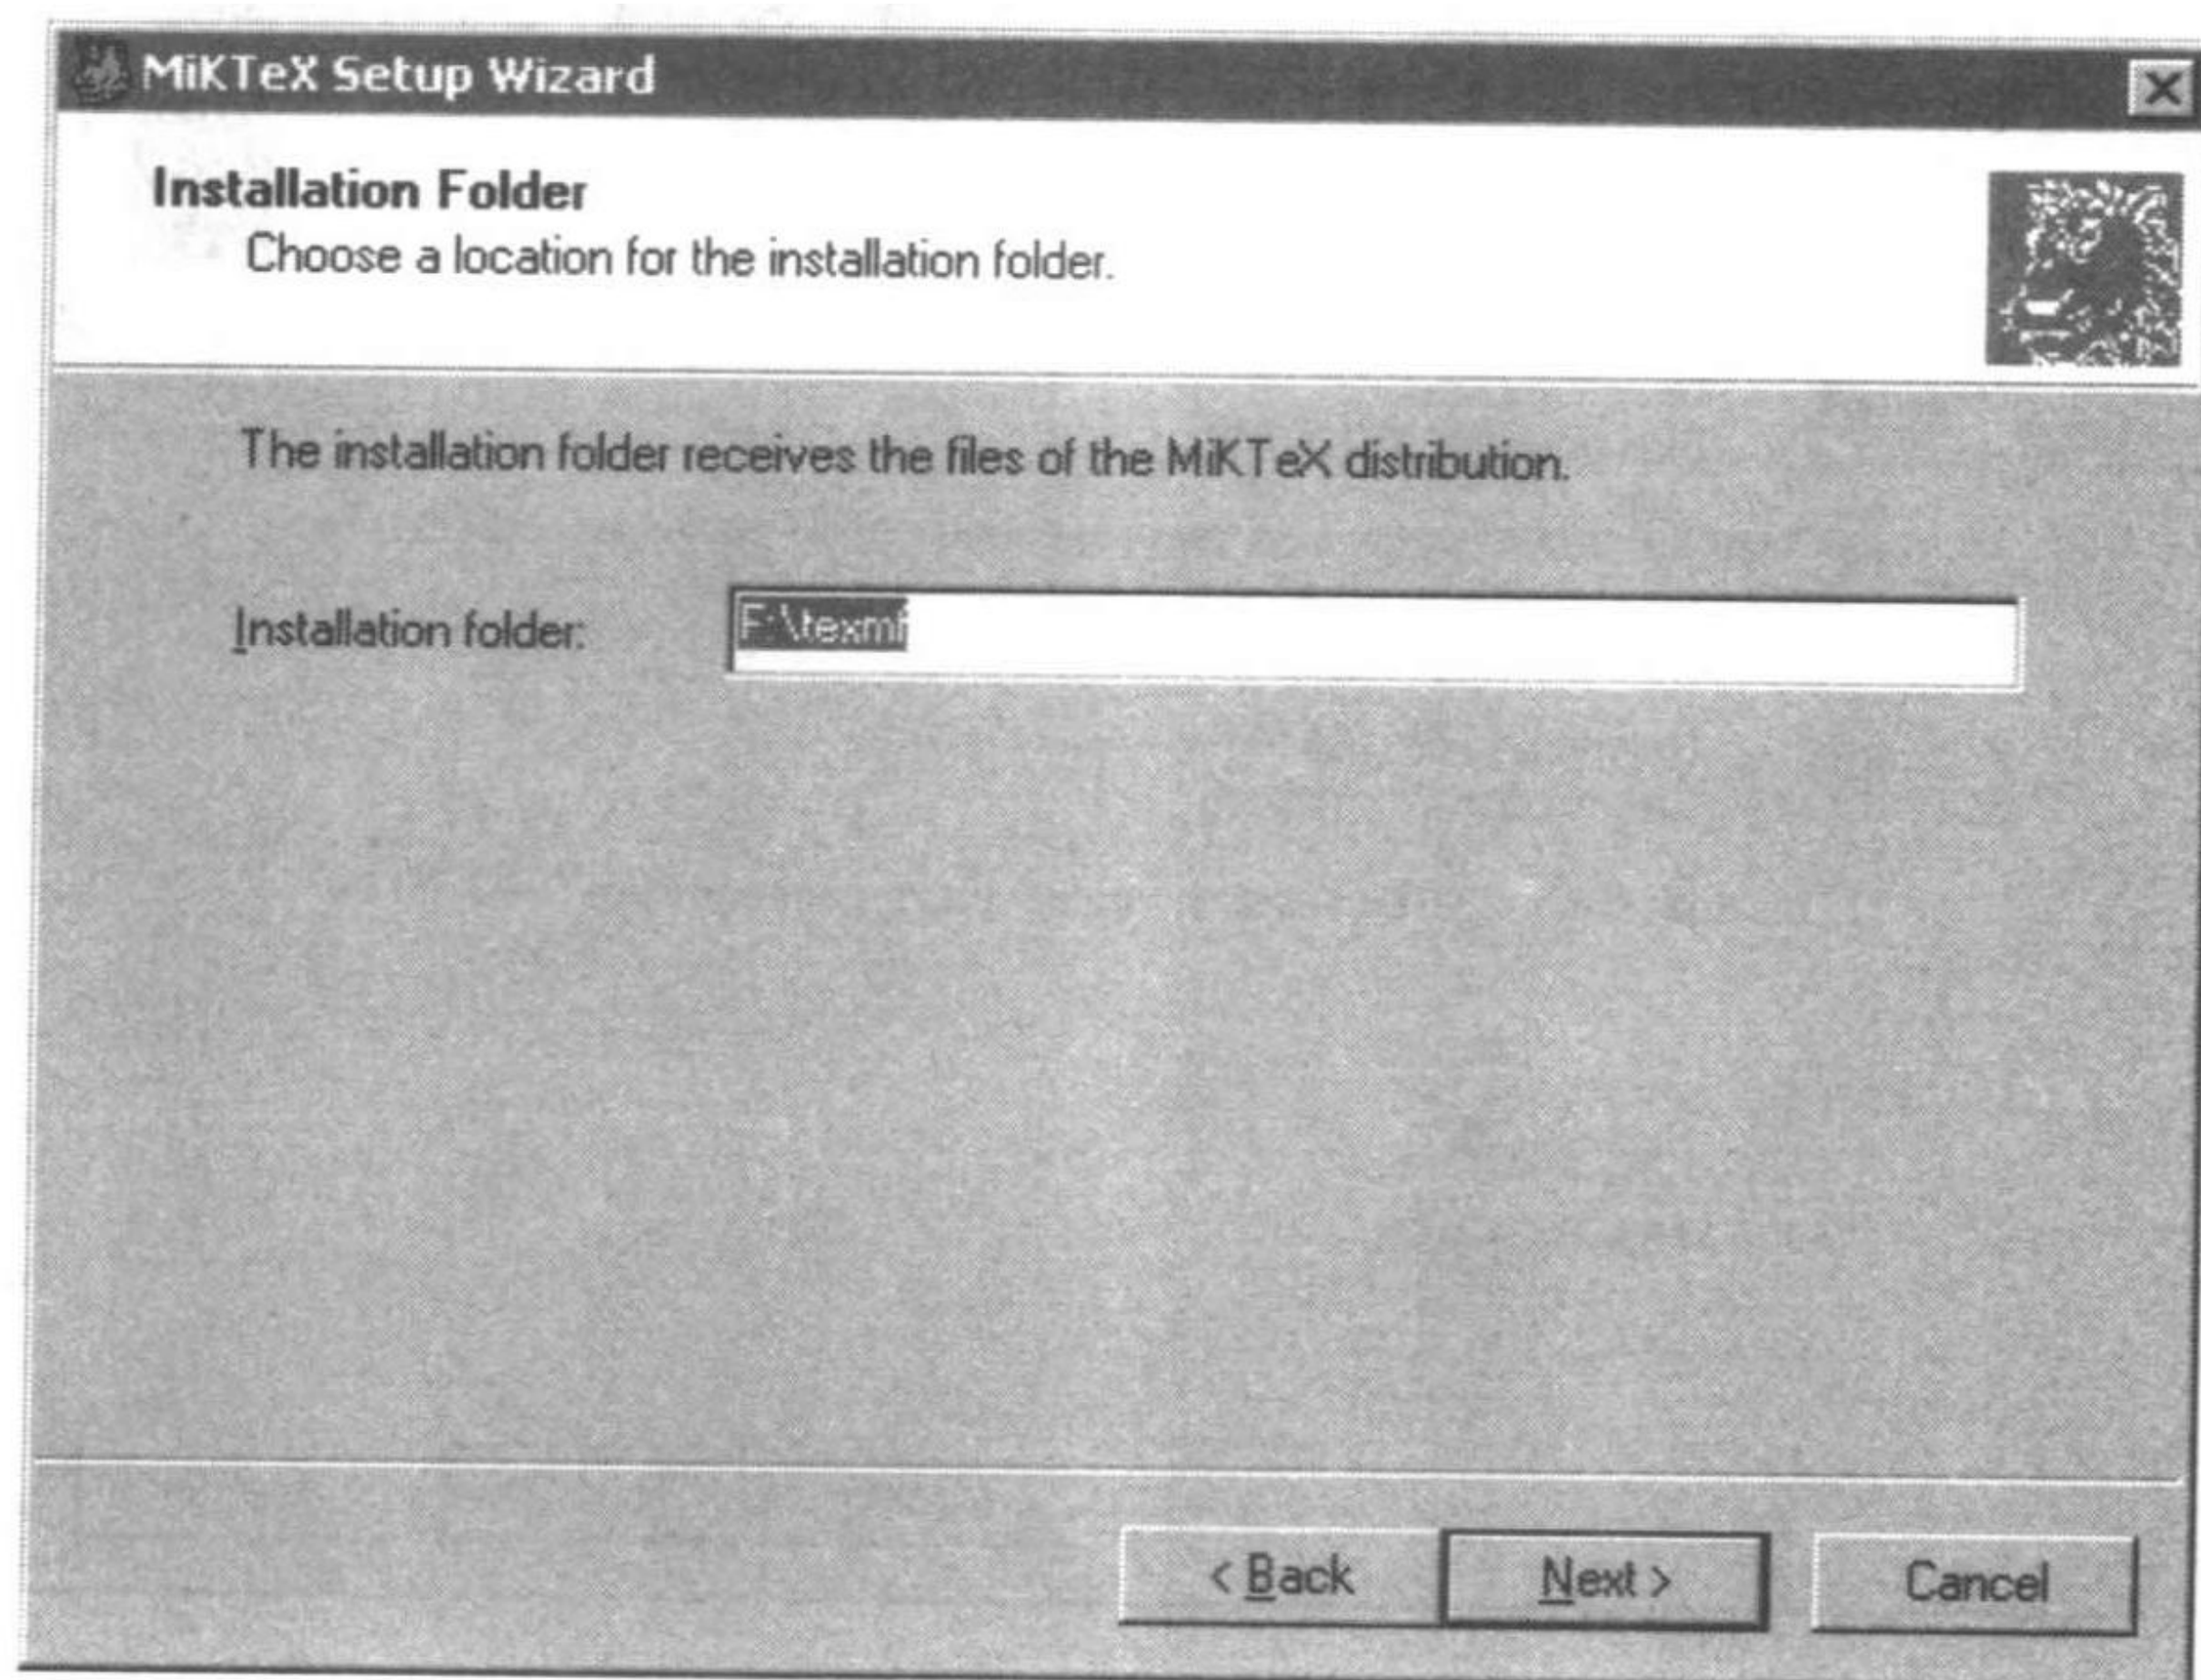 MiKTeX Setup Wizard
Installation Folder
Choose a location for the installation folder.
The installation folder receives the files of the MiKTeX distribution.
Installation folder: F:\texmf
< Back Next > Cancel